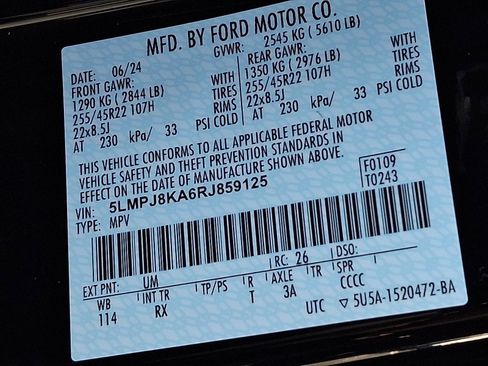 MFD. BY FORD MOTOR CO.
DATE: 06/24 GVWR: 2545 KG ( 5610 LB)
FRONT GAWR: REAR GAWR:
1290 KG ( 2844 LB) WITH 1350 KG ( 2976 LB) WITH
255/45R22 107H TIRES 255/45R22 107H TIRES
22x8.5J RIMS 22x8.5J RIMS
AT 230 kPa/ 33 PSI COLD AT 230 kPa/ 33 PSI COLD
THIS VEHICLE CONFORMS TO ALL APPLICABLE FEDERAL MOTOR
VEHICLE SAFETY AND THEFT PREVENTION STANDARDS IN
EFFECT ON THE DATE OF MANUFACTURE SHOWN ABOVE.
VIN: 5LMPJ8KA6RJ859125 F0109
TYPE: MPV T0243
EXT PNT: UM RC: 26 DSO:
WB INT TR TP/PS R AXLE TR SPR
114 RX T 3A CCCC
UTC ▽ 5U5A-1520472-BA